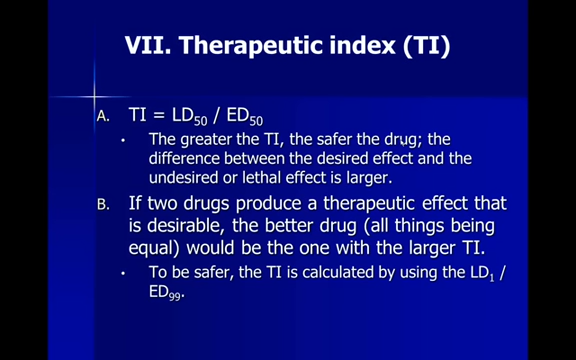 VII. Therapeutic index (TI)
A. TI = LD50 / ED50
• The greater the TI, the safer the drug; the
difference between the desired effect and the
undesired or lethal effect is larger.
B. If two drugs produce a therapeutic effect that
is desirable, the better drug (all things being
equal) would be the one with the larger TI.
• To be safer, the TI is calculated by using the LD1 /
ED99.